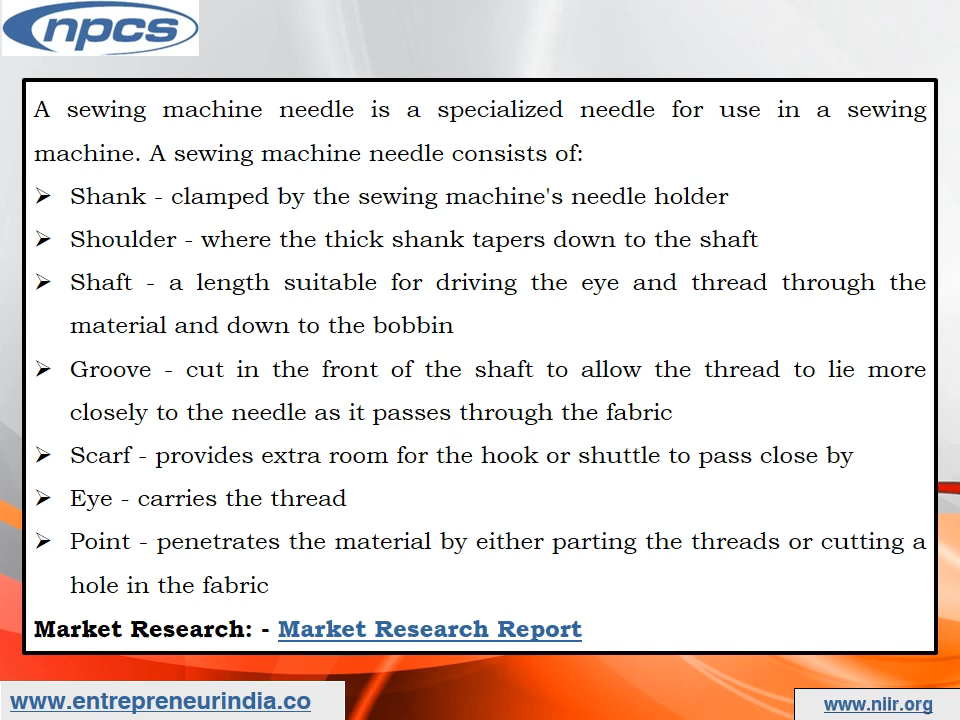 npcs
A sewing machine needle is a specialized needle for use in a sewing
machine. A sewing machine needle consists of:
➢ Shank - clamped by the sewing machine's needle holder
➢ Shoulder - where the thick shank tapers down to the shaft
➢ Shaft - a length suitable for driving the eye and thread through the
material and down to the bobbin
➢ Groove - cut in the front of the shaft to allow the thread to lie more
closely to the needle as it passes through the fabric
➢ Scarf - provides extra room for the hook or shuttle to pass close by
➢ Eye - carries the thread
➢ Point - penetrates the material by either parting the threads or cutting a
hole in the fabric
Market Research: - Market Research Report
www.entrepreneurindia.co
www.niir.org